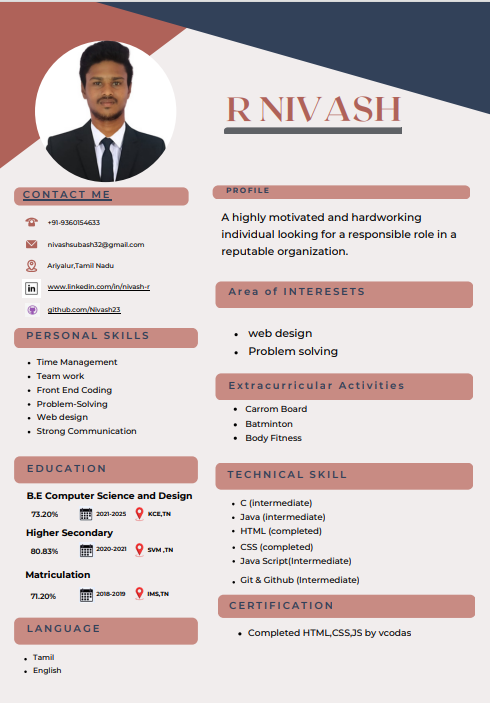 R NIVASH
CONTACT ME
+91-9360154633
nivashsubash32@gmail.com
Ariyalur,Tamil Nadu
www.linkedin.com/in/nivash-r
github.com/Nivash23
PERSONAL SKILLS
Time Management
Team work
Front End Coding
Problem-Solving
Web design
Strong Communication
EDUCATION
B.E Computer Science and Design
73.20% 2021-2025 KCE,TN
Higher Secondary
80.83% 2020-2021 SVM ,TN
Matriculation
71.20% 2018-2019 IMS,TN
LANGUAGE
Tamil
English
PROFILE
A highly motivated and hardworking
individual looking for a responsible role in a
reputable organization.
Area of INTERESETS
web design
Problem solving
Extracurricular Activities
Carrom Board
Batminton
Body Fitness
TECHNICAL SKILL
C (intermediate)
Java (intermediate)
HTML (completed)
CSS (completed)
Java Script(Intermediate)
Git & Github (Intermediate)
CERTIFICATION
Completed HTML,CSS,JS by vcodas